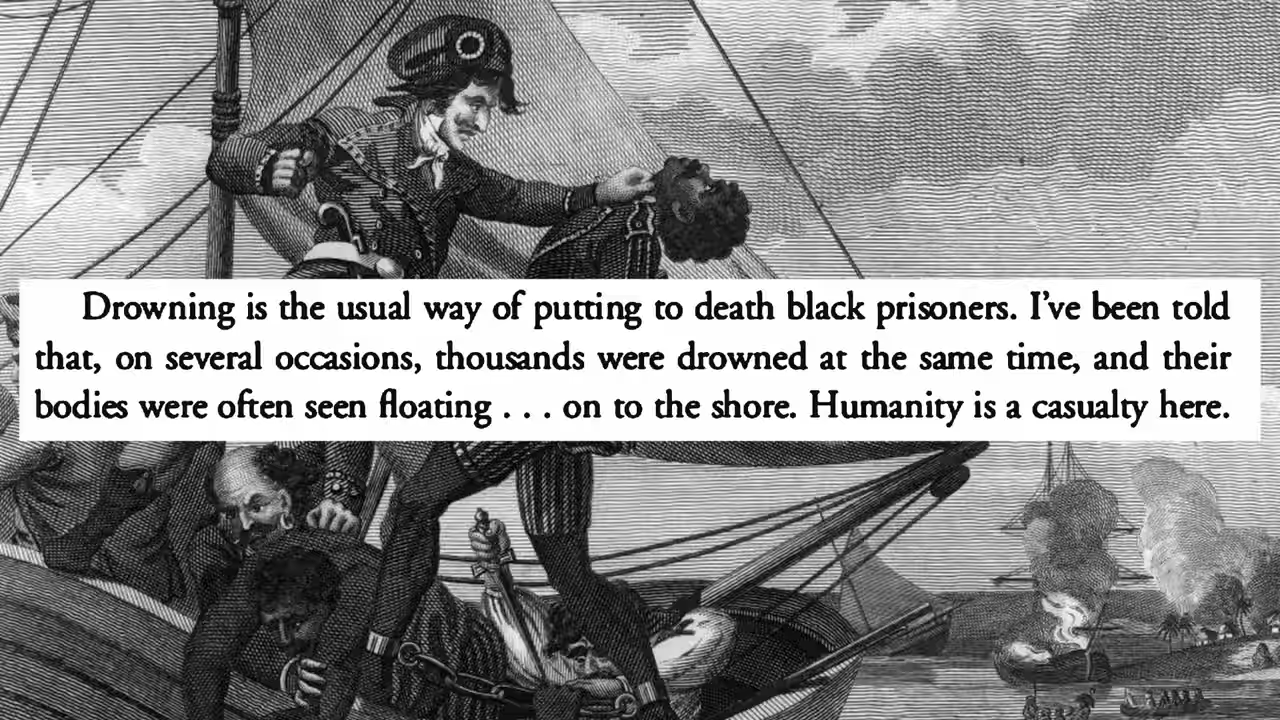 Drowning is the usual way of putting to death black prisoners. I've been told
that, on several occasions, thousands were drowned at the same time, and their
bodies were often seen floating . . . on to the shore. Humanity is a casualty here.